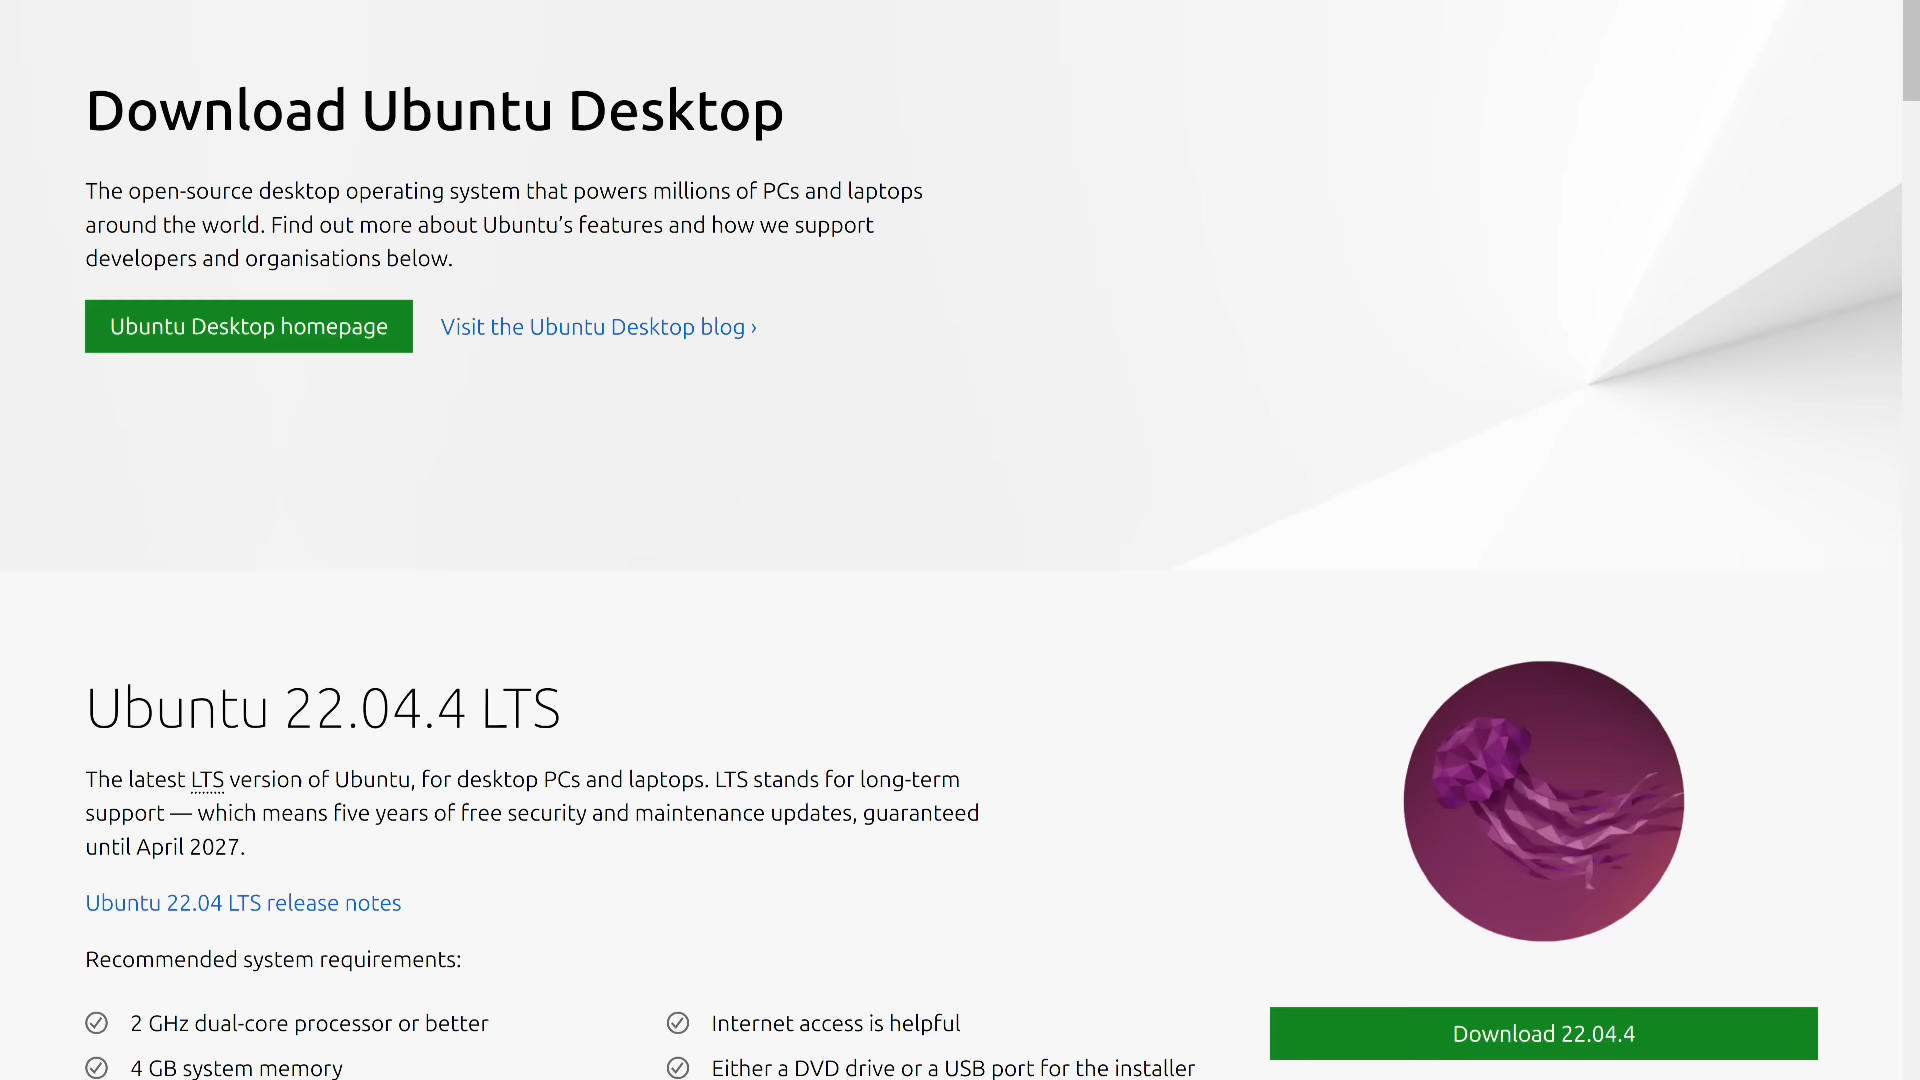 Download Ubuntu Desktop
The open-source desktop operating system that powers millions of PCs and laptops
around the world. Find out more about Ubuntu’s features and how we support
developers and organisations below.
Ubuntu Desktop homepage
Visit the Ubuntu Desktop blog ›
Ubuntu 22.04.4 LTS
The latest LTS version of Ubuntu, for desktop PCs and laptops. LTS stands for long-term
support — which means five years of free security and maintenance updates, guaranteed
until April 2027.
Ubuntu 22.04 LTS release notes
Recommended system requirements:
2 GHz dual-core processor or better
4 GB system memory
Internet access is helpful
Either a DVD drive or a USB port for the installer
Download 22.04.4